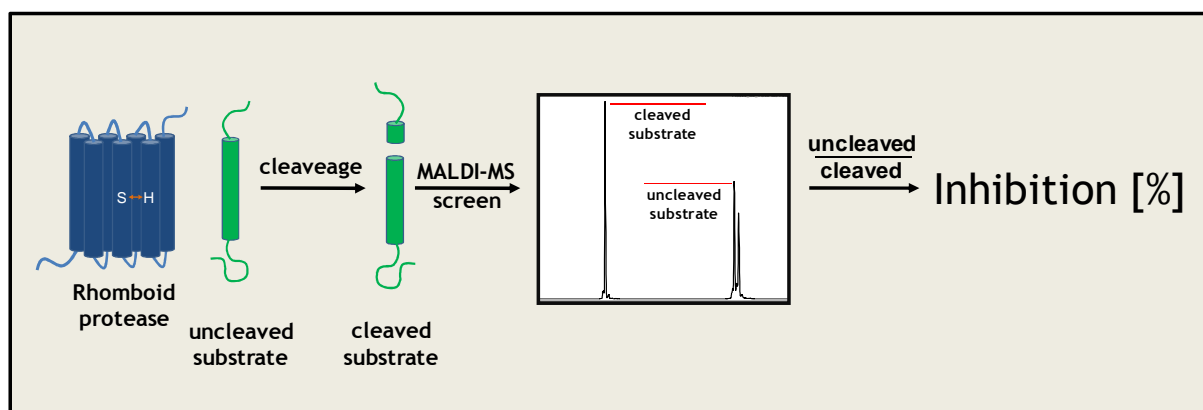 S↔H
Rhomboid
protease
uncleaved
substrate
cleaveage
cleaved
substrate
MALDI-MS
screen
cleaved
substrate
uncleaved
substrate
uncleaved
cleaved
Inhibition [%]